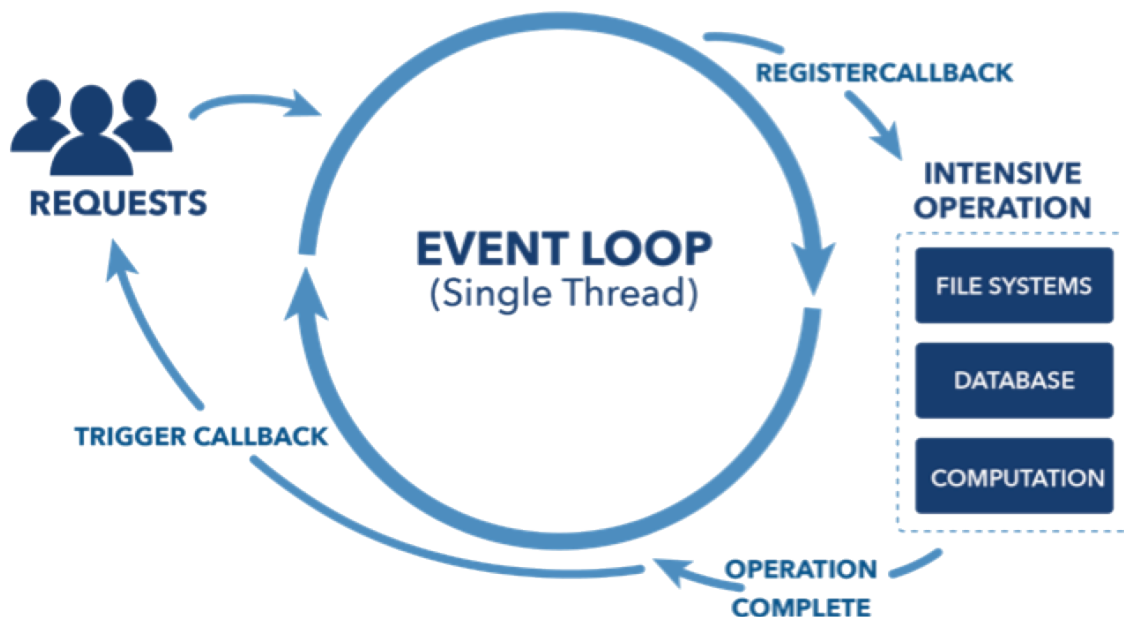 REQUESTS
EVENT LOOP
(Single Thread)
REGISTERCALLBACK
INTENSIVE
OPERATION
FILE SYSTEMS
DATABASE
COMPUTATION
OPERATION
COMPLETE
TRIGGER CALLBACK